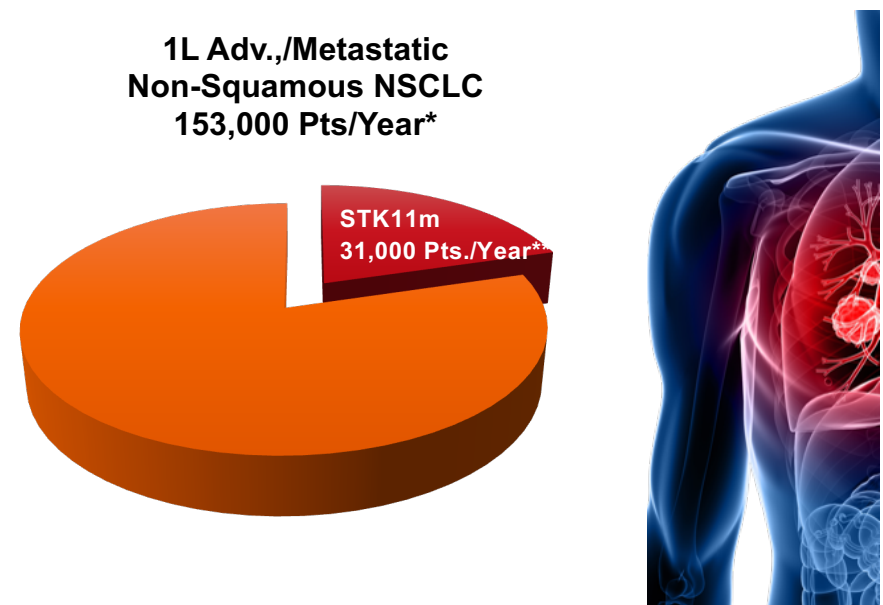 1L Adv.,/Metastatic
Non-Squamous NSCLC
153,000 Pts/Year*
STK11m
31,000 Pts./Year**